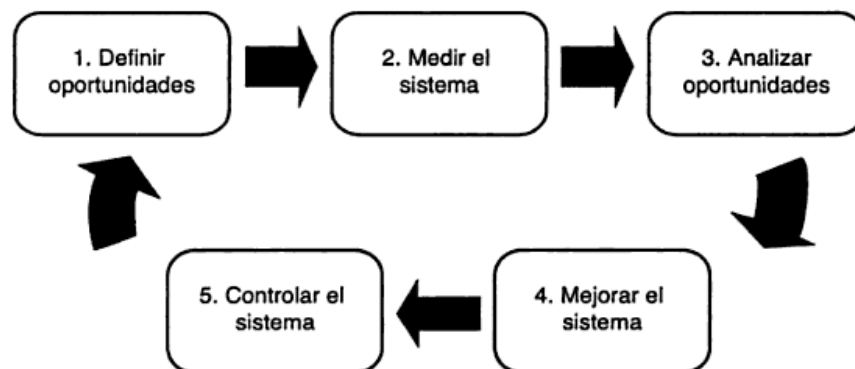 1. Definir
oportunidades
2. Medir el
sistema
3. Analizar
oportunidades
5. Controlar el
sistema
4. Mejorar el
sistema